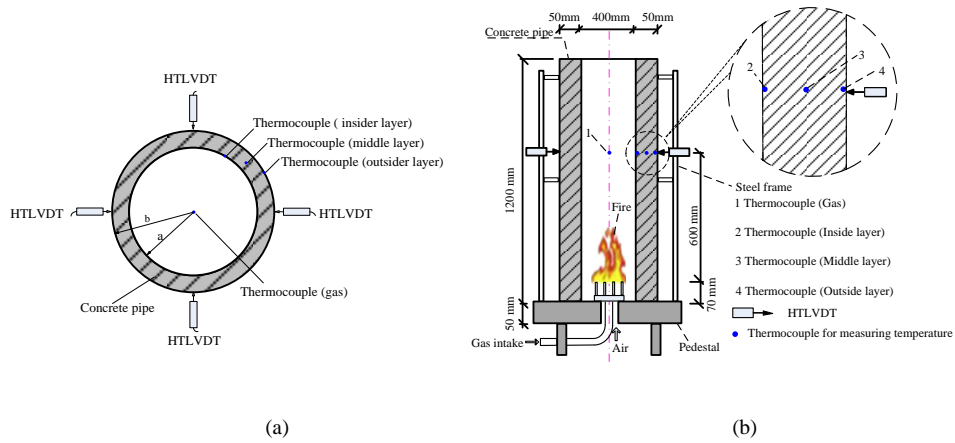 (a)
HTLVDT
Thermocouple ( insider layer)
Thermocouple (middle layer)
Thermocouple (outsider layer)
HTLVDT
HTLVDT
b
a
Concrete pipe
Thermocouple (gas)
HTLVDT
(a)
(b)
50mm
400mm
50mm
Concrete pipe
2
3
4
1
1200 mm
Steel frame
1 Thermocouple (Gas)
Fire
600 mm
2 Thermocouple (Inside layer)
3 Thermocouple (Middle layer)
4 Thermocouple (Outside layer)
70 mm
50 mm
HTLVDT
Thermocouple for measuring temperature
Gas intake
Air
Pedestal
(b)